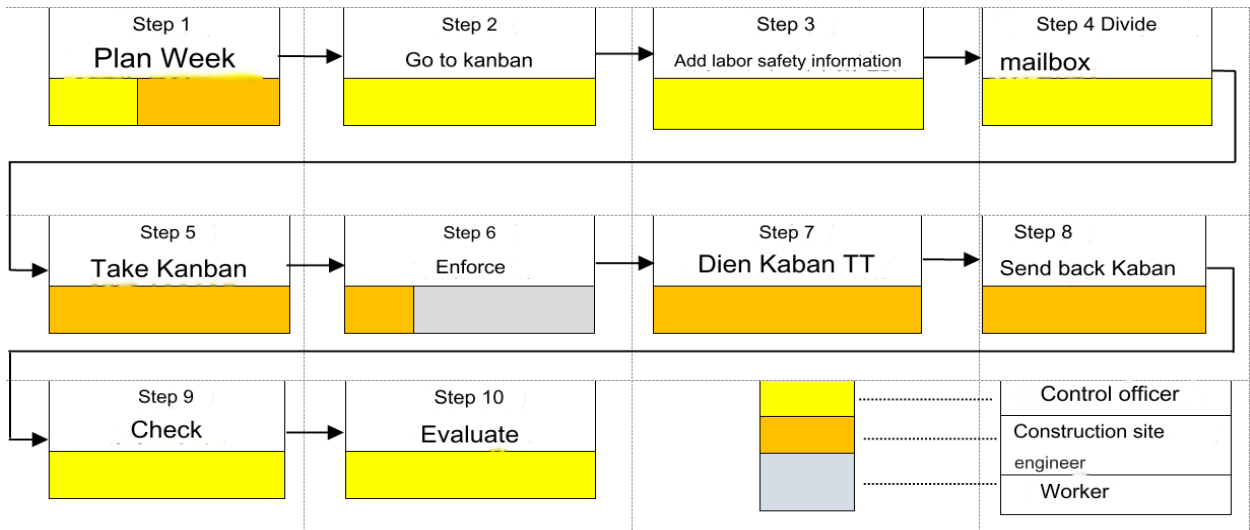 Step 1
Plan Week
Step 2
Go to kanban
Step 3
Add labor safety information
Step 4 Divide
mailbox
Step 5
Take Kanban
Step 6
Enforce
Step 7
Dien Kaban TT
Step 8
Send back Kaban
Step 9
Check
Step 10
Evaluate
Control officer
Construction site
engineer
Worker